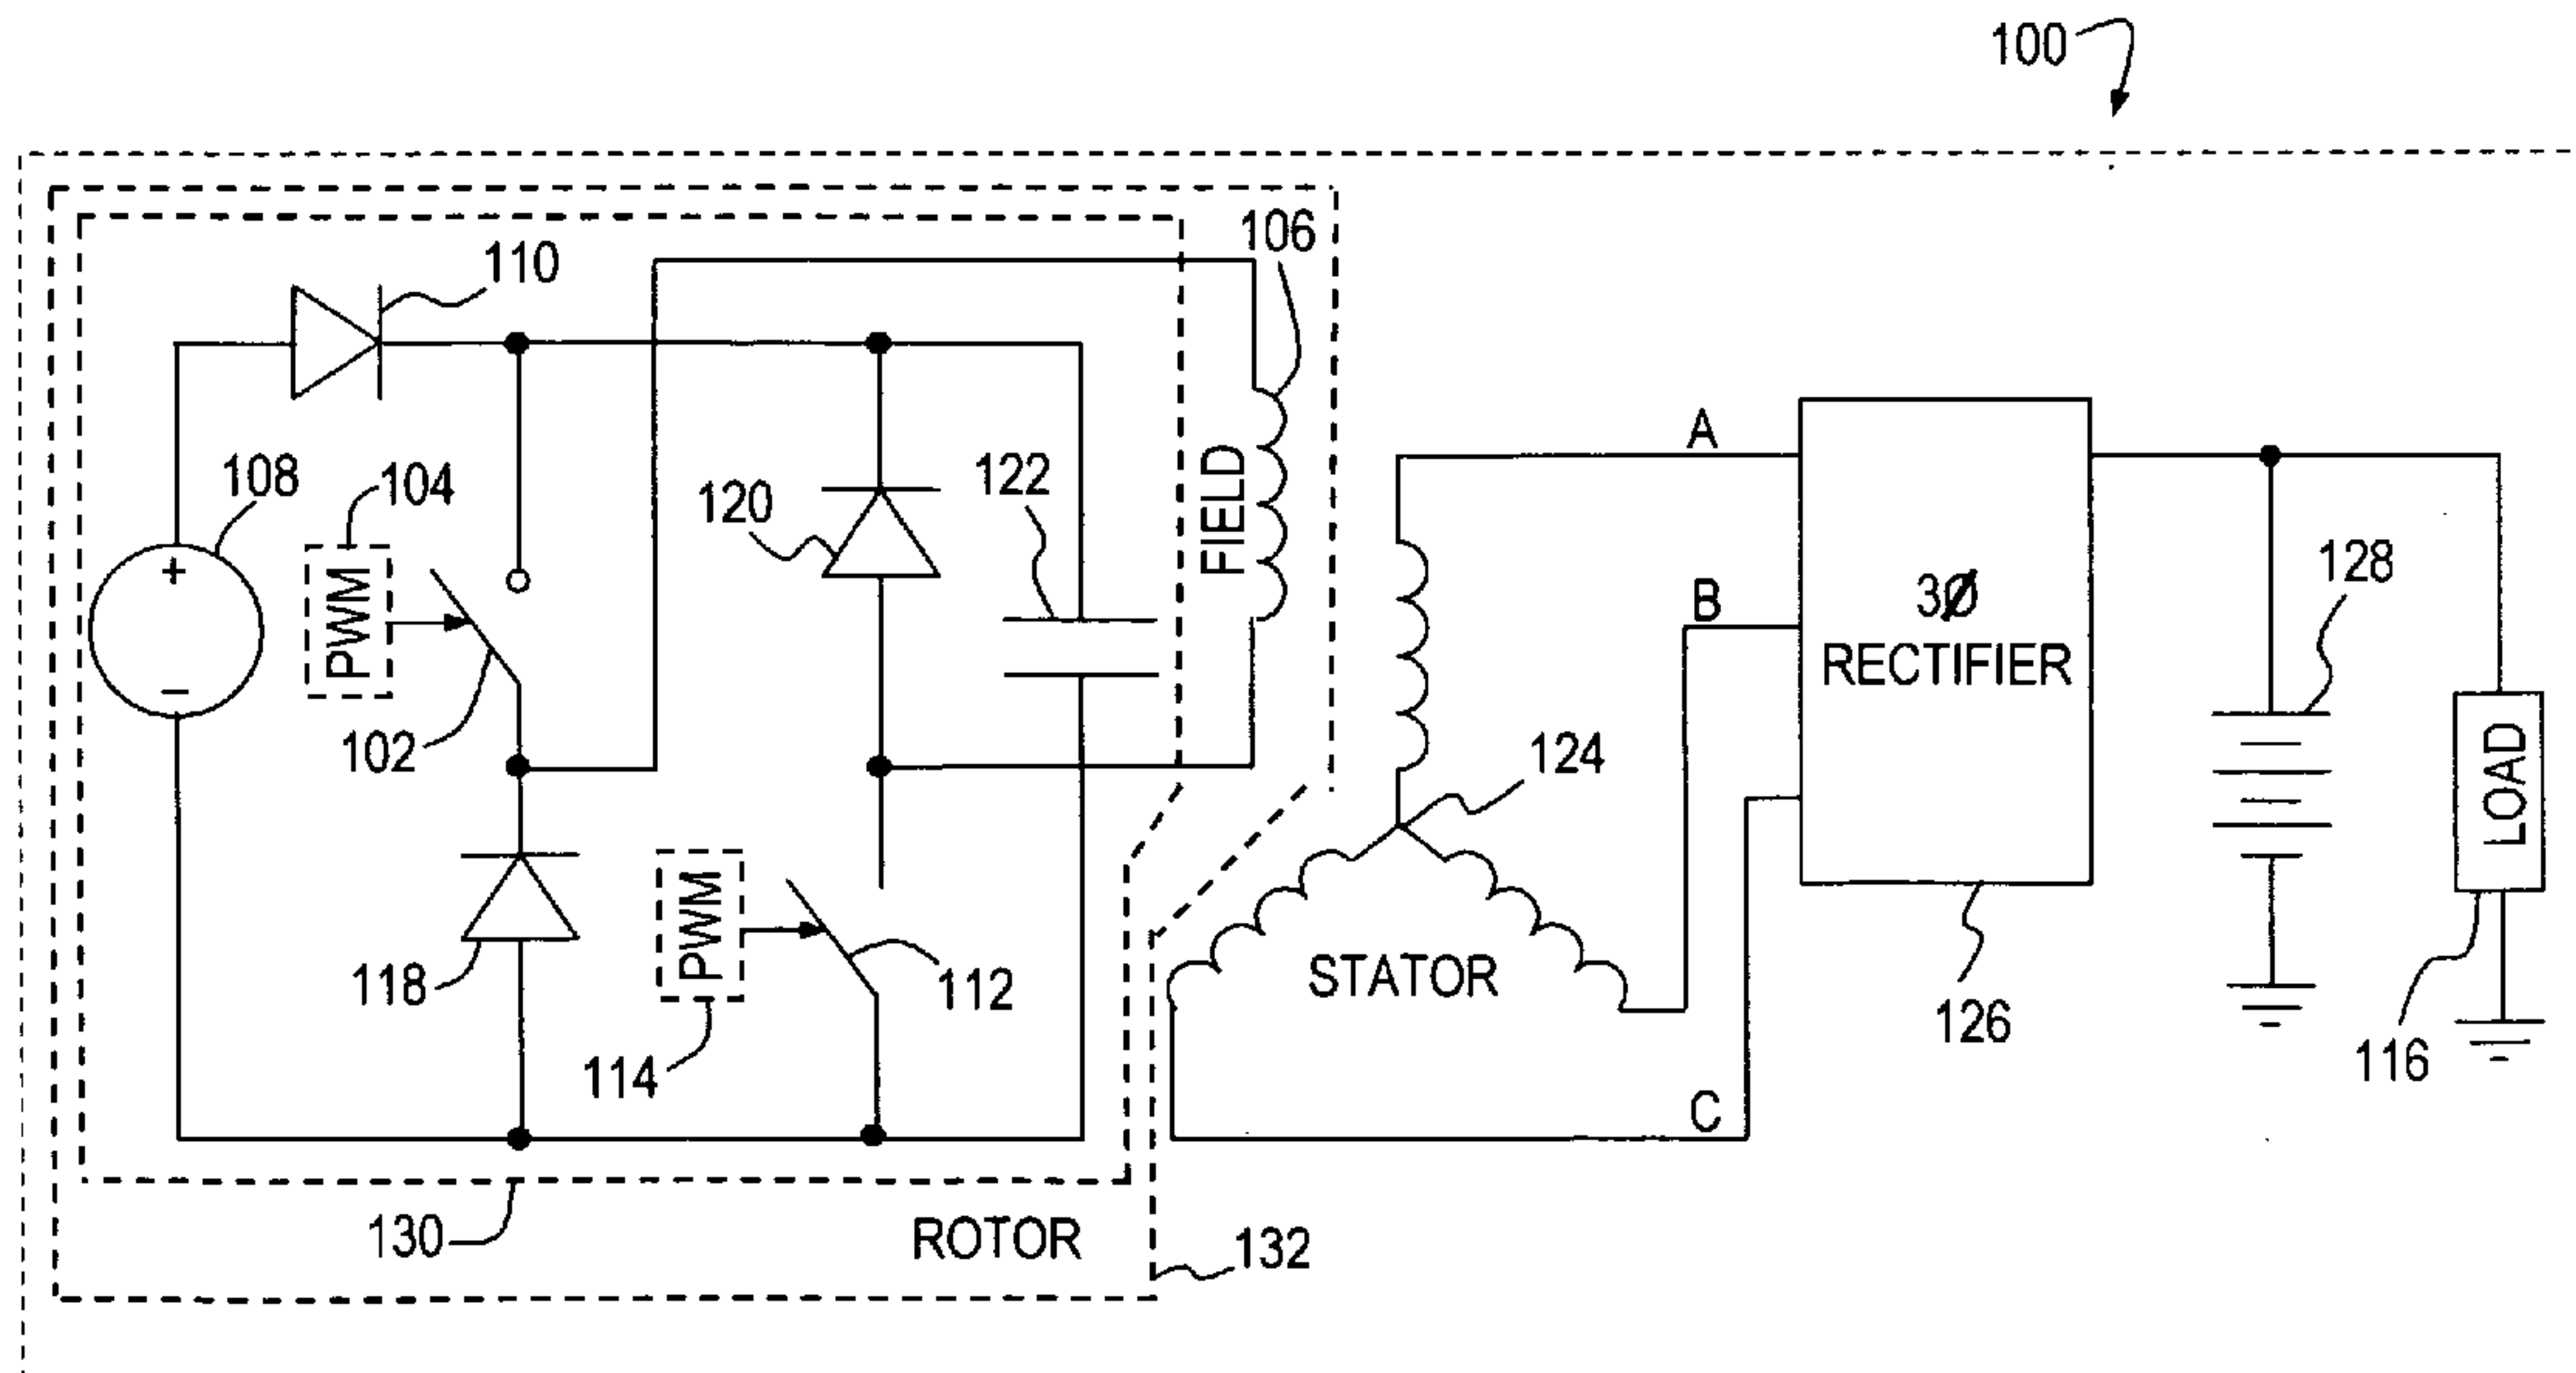 100
110
106
108
104
120
122
FIELD
A
+
PWM
B
3Ø
RECTIFIER
128
−
102
124
LOAD
PWM
118
112
STATOR
114
126
116
C
130
ROTOR
132